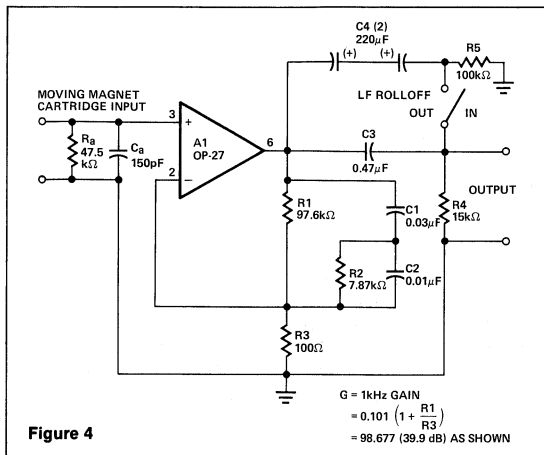 C4 (2)
220μF
(+) (+)
R5
100kΩ
MOVING MAGNET
CARTRIDGE INPUT
LF ROLLOFF
OUT IN
3
+
A1
OP-27
6
2
−
Ra
47.5
kΩ
Ca
150pF
C3
0.47μF
OUTPUT
R1
97.6kΩ
C1
0.03μF
R4
15kΩ
R2
7.87kΩ
C2
0.01μF
R3
100Ω
G = 1kHz GAIN
= 0.101 (1 + R1/R3)
= 98.677 (39.9 dB) AS SHOWN
Figure 4